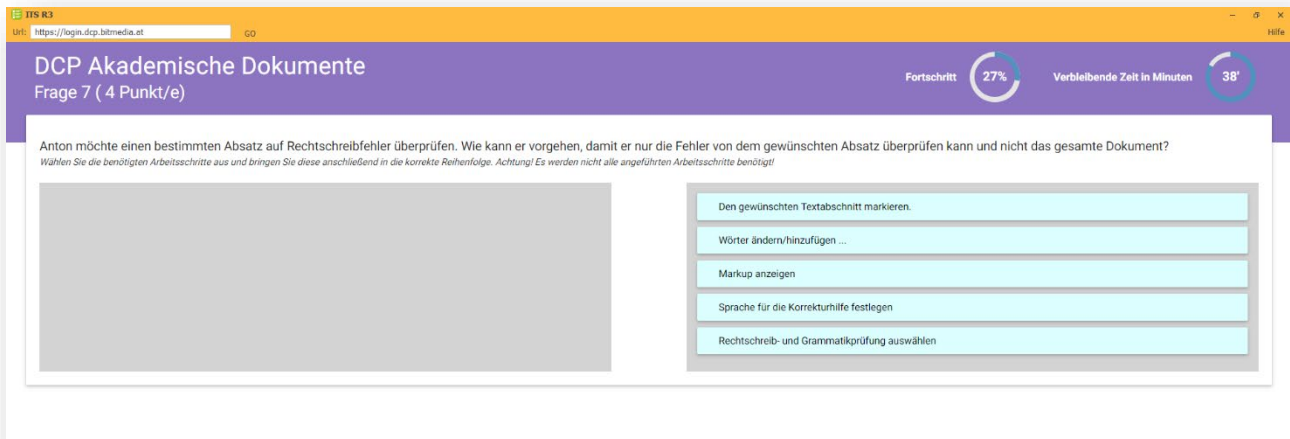 ITS R3
Url: https://login.dcp.bitmedia.at GO Hilfe
DCP Akademische Dokumente
Frage 7 ( 4 Punkt/e)
Fortschritt 27% Verbleibende Zeit in Minuten 38'
Anton möchte einen bestimmten Absatz auf Rechtschreibfehler überprüfen. Wie kann er vorgehen, damit er nur die Fehler von dem gewünschten Absatz überprüfen kann und nicht das gesamte Dokument?
Wählen Sie die benötigten Arbeitsschritte aus und bringen Sie diese anschließend in die korrekte Reihenfolge. Achtung! Es werden nicht alle angeführten Arbeitsschritte benötigt!
Den gewünschten Textabschnitt markieren.
Wörter ändern/hinzufügen ...
Markup anzeigen
Sprache für die Korrekturhilfe festlegen
Rechtschreib- und Grammatikprüfung auswählen